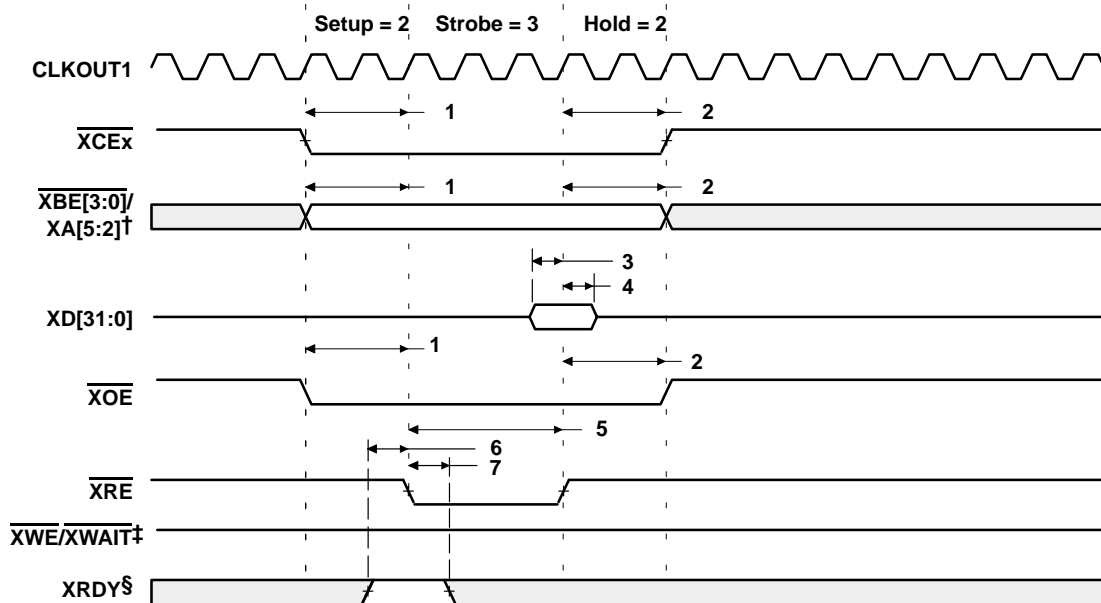 Setup = 2 Strobe = 3 Hold = 2
CLKOUT1
1 2
XCEx
1 2
XBE[3:0]/
XA[5:2]†
3
4
XD[31:0]
1
2
XOE
5
6
7
XRE
XWE/XWAIT‡
XRDY§